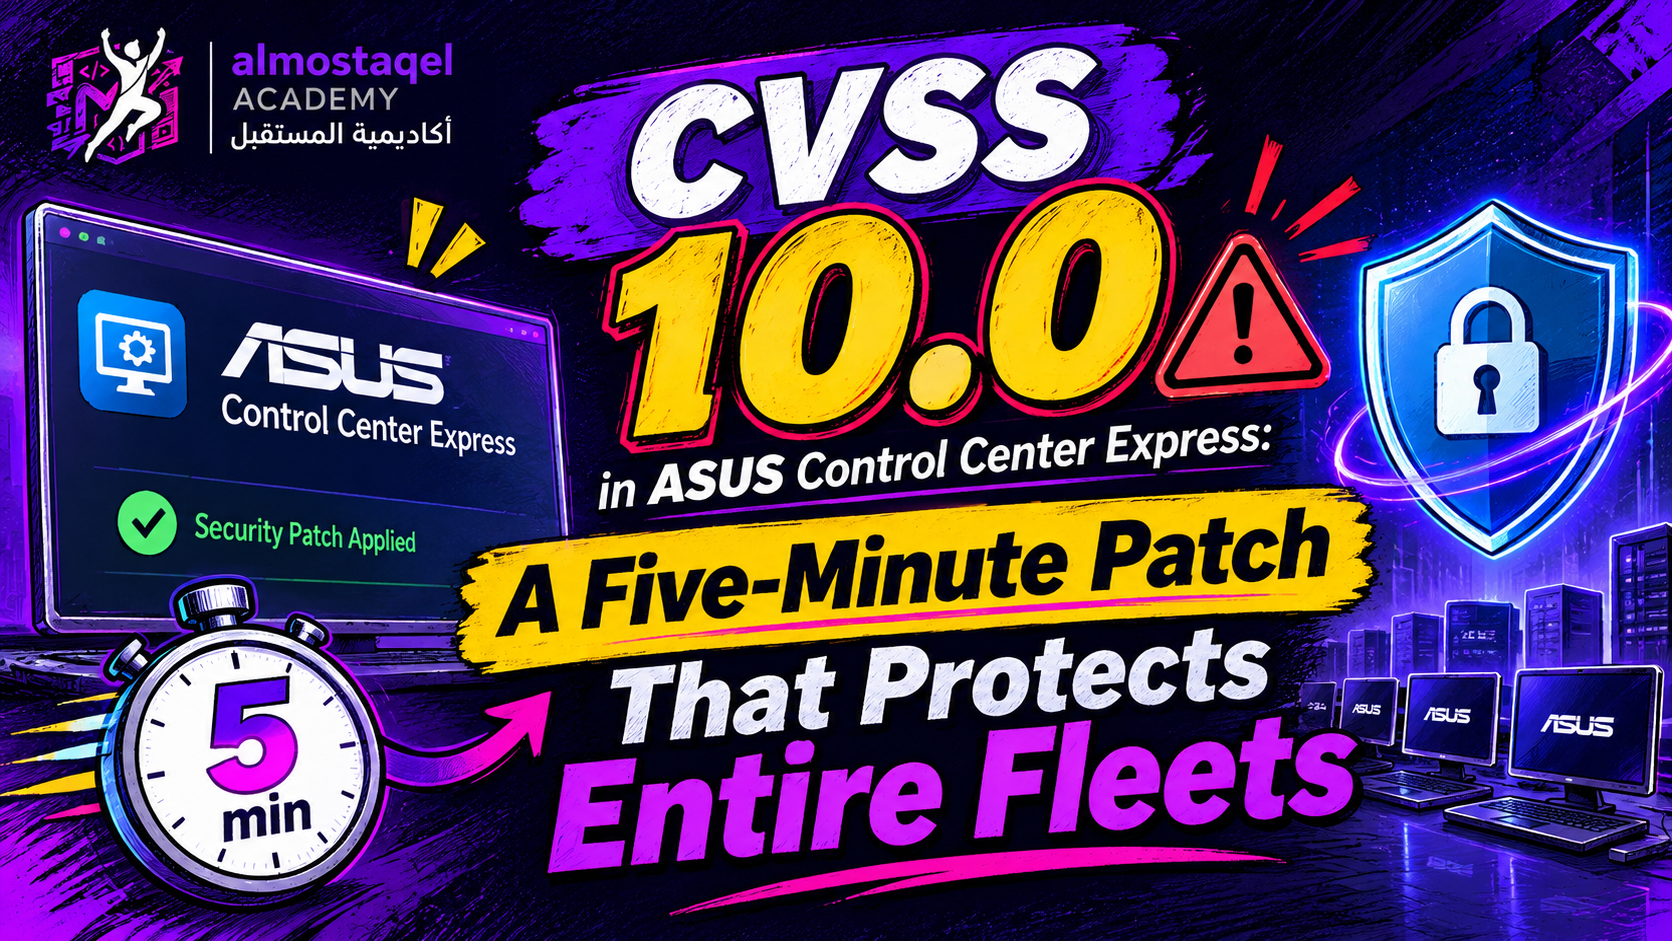 almostaqel
ACADEMY
أكاديمية المستقبل
CVSS
10.0
in ASUS Control Center Express:
A Five-Minute Patch
That Protects
Entire Fleets
ASUS
Control Center Express
Security Patch Applied
5
min
ASUS
ASUS
ASUS